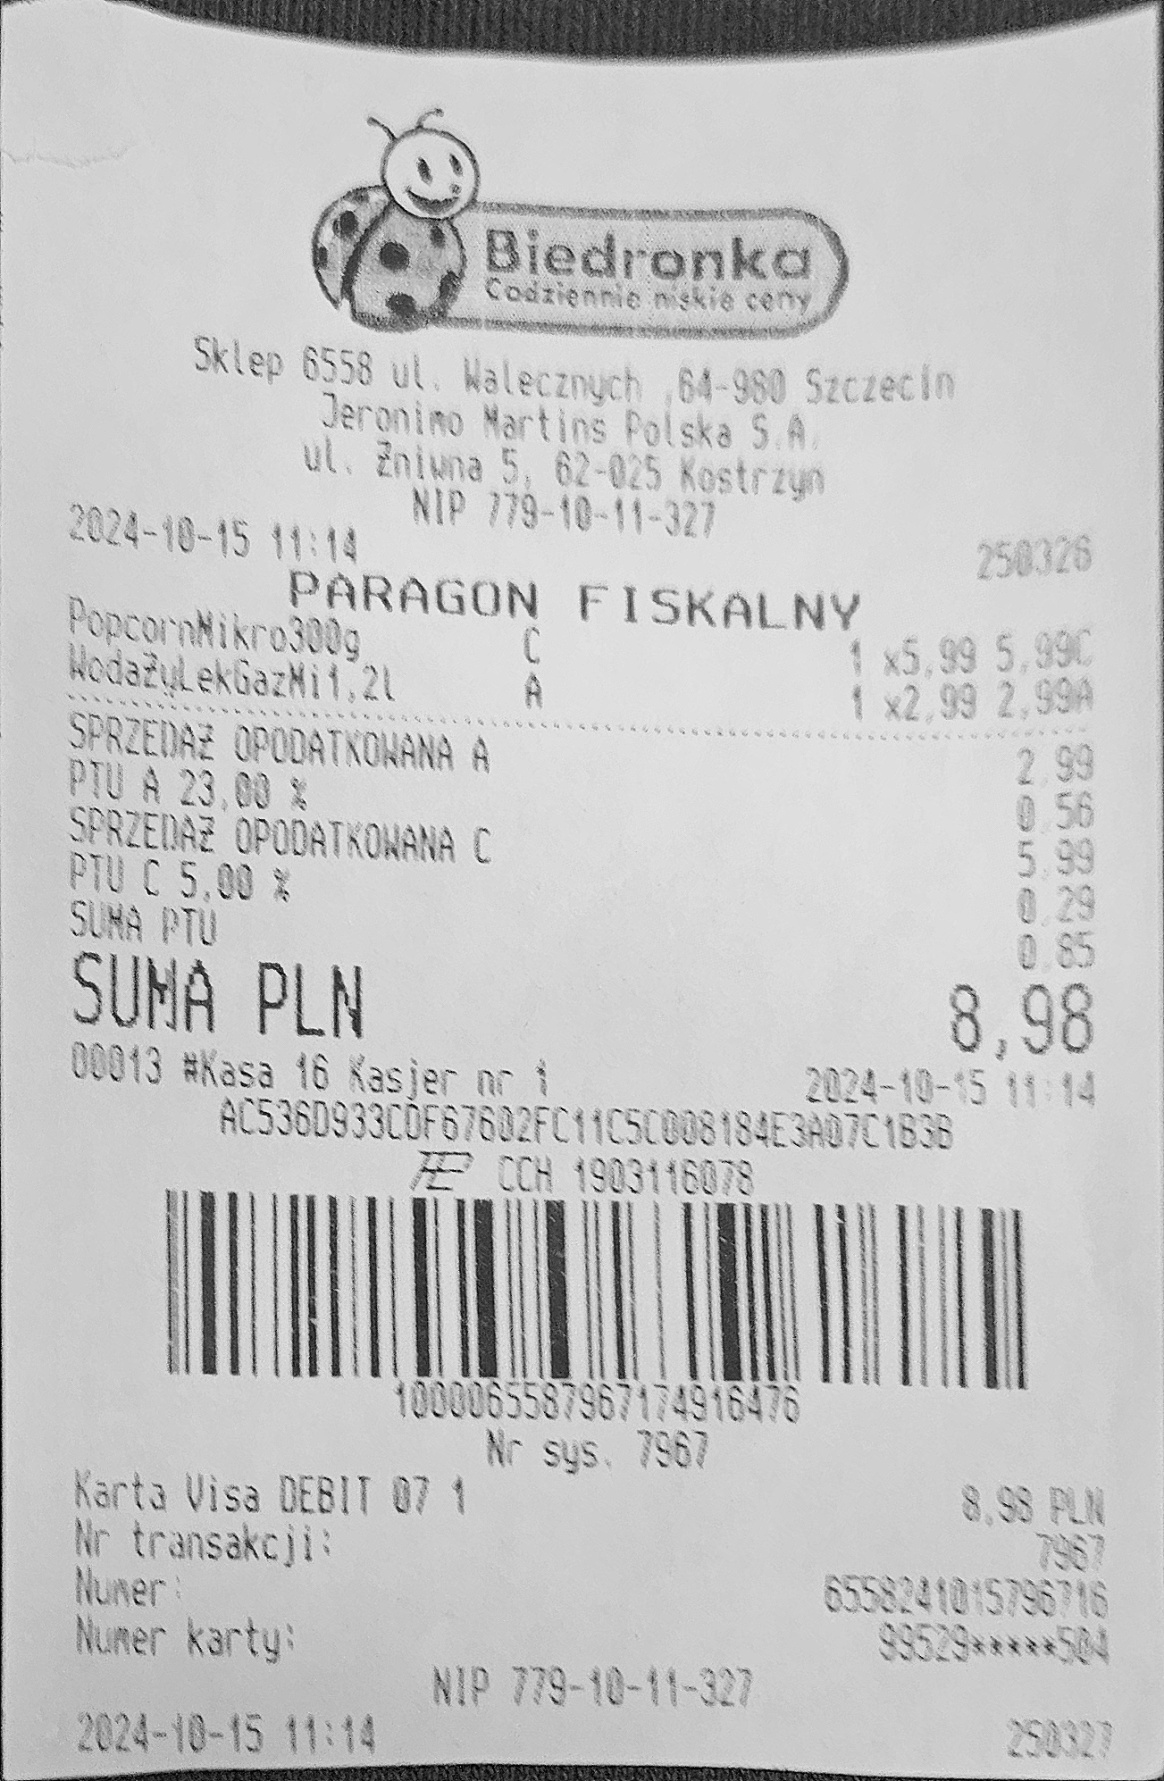 Biedronka
Codziennie niskie ceny
Sklep 6558 ul. Walecznych ,64-980 Szczecin
Jeronimo Martins Polska S.A.
ul. Żniwna 5, 62-025 Kostrzyn
NIP 779-10-11-327
2024-10-15 11:14 250326
PARAGON FISKALNY
PopcornMikro300g C 1 x5,99 5,99C
WodaŻyLekGazMi1,2l A 1 x2,99 2,99A
SPRZEDAŻ OPODATKOWANA A 2,99
PTU A 23,00 % 0,56
SPRZEDAŻ OPODATKOWANA C 5,99
PTU C 5,00 % 0,29
SUMA PTU 0,85
SUMA PLN 8,98
00013 #Kasa 16 Kasjer nr 1 2024-10-15 11:14
AC536D933CDF67602FC11C5C008184E3A07C1B3B
CCH 1903116078
1000065587967174916476
Nr sys. 7967
Karta Visa DEBIT 07 1 8,98 PLN
Nr transakcji: 7967
Numer: 6558241015796716
Numer karty: 99529*****504
NIP 779-10-11-327
2024-10-15 11:14 250327